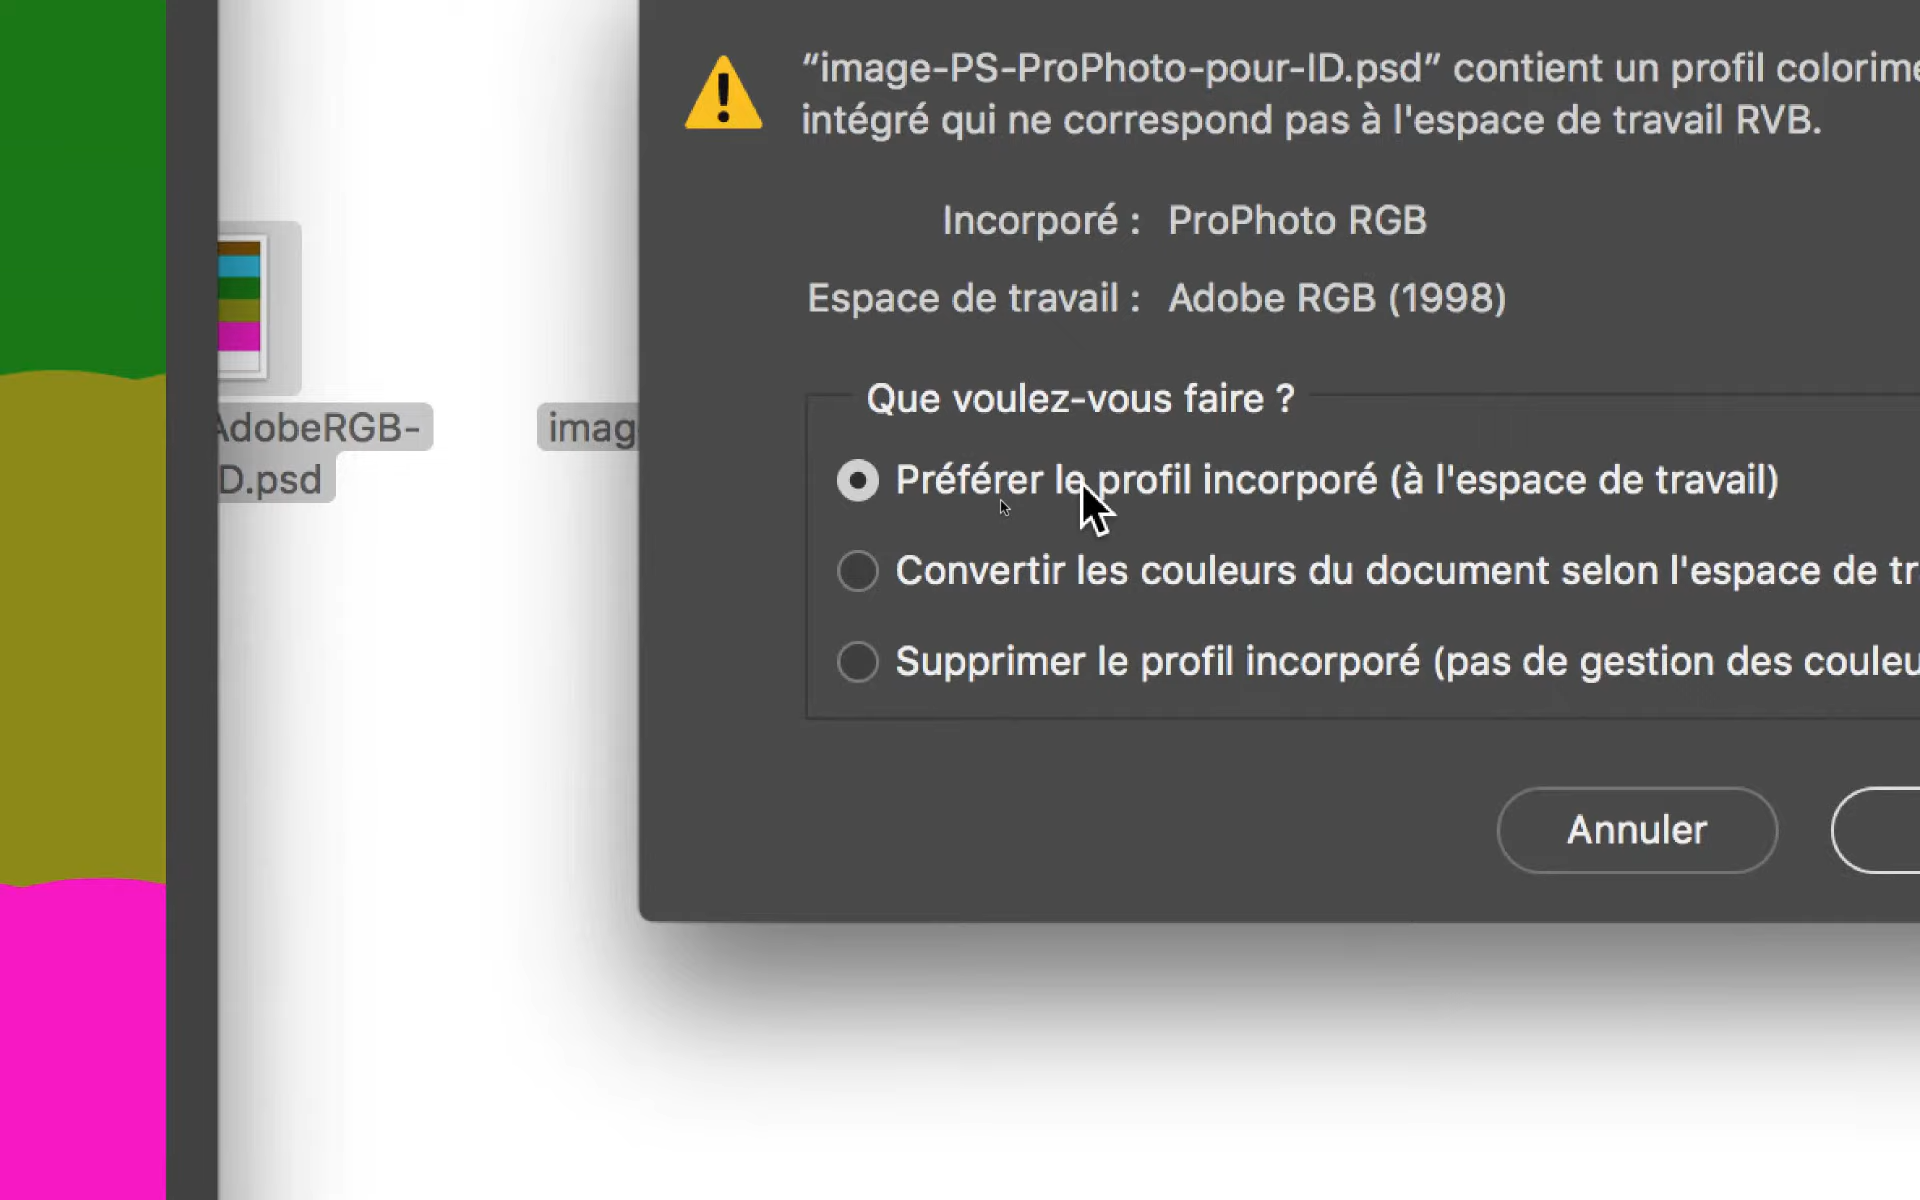 “image-PS-ProPhoto-pour-ID.psd” contient un profil
intégré qui ne correspond pas à l'espace de travail RVB.
Incorporé : ProPhoto RGB
Espace de travail : Adobe RGB (1998)
Que voulez-vous faire ?
AdobeRGB-
imag
D.psd
Préférer le profil incorporé (à l'espace de travail)
Convertir les couleurs du document selon l'espace de
Supprimer le profil incorporé (pas de gestion des
Annuler